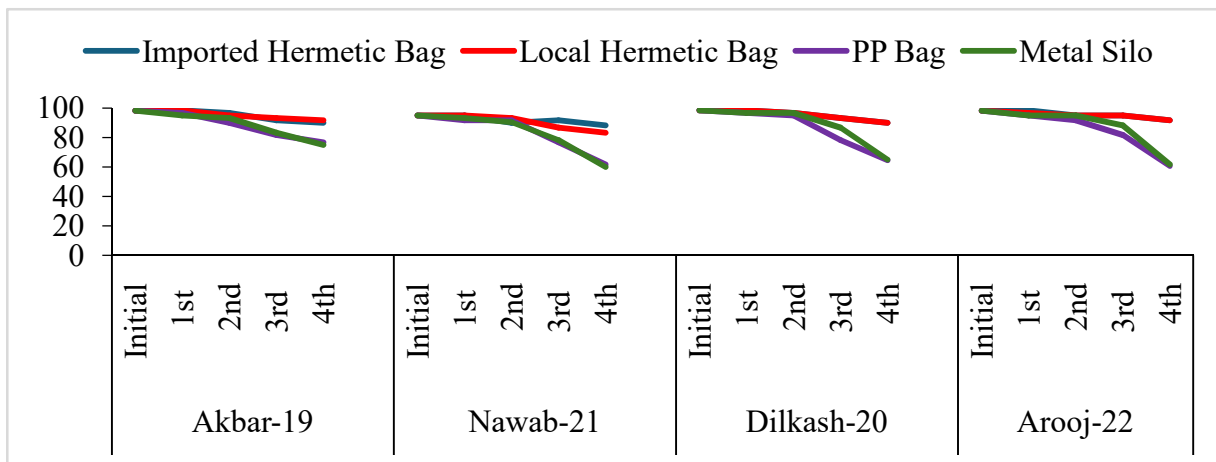 Imported Hermetic Bag Local Hermetic Bag PP Bag Metal Silo
100
80
60
40
20
0
Initial 1st 2nd 3rd 4th Initial 1st 2nd 3rd 4th Initial 1st 2nd 3rd 4th Initial 1st 2nd 3rd 4th
Akbar-19 Nawab-21 Dilkash-20 Arooj-22